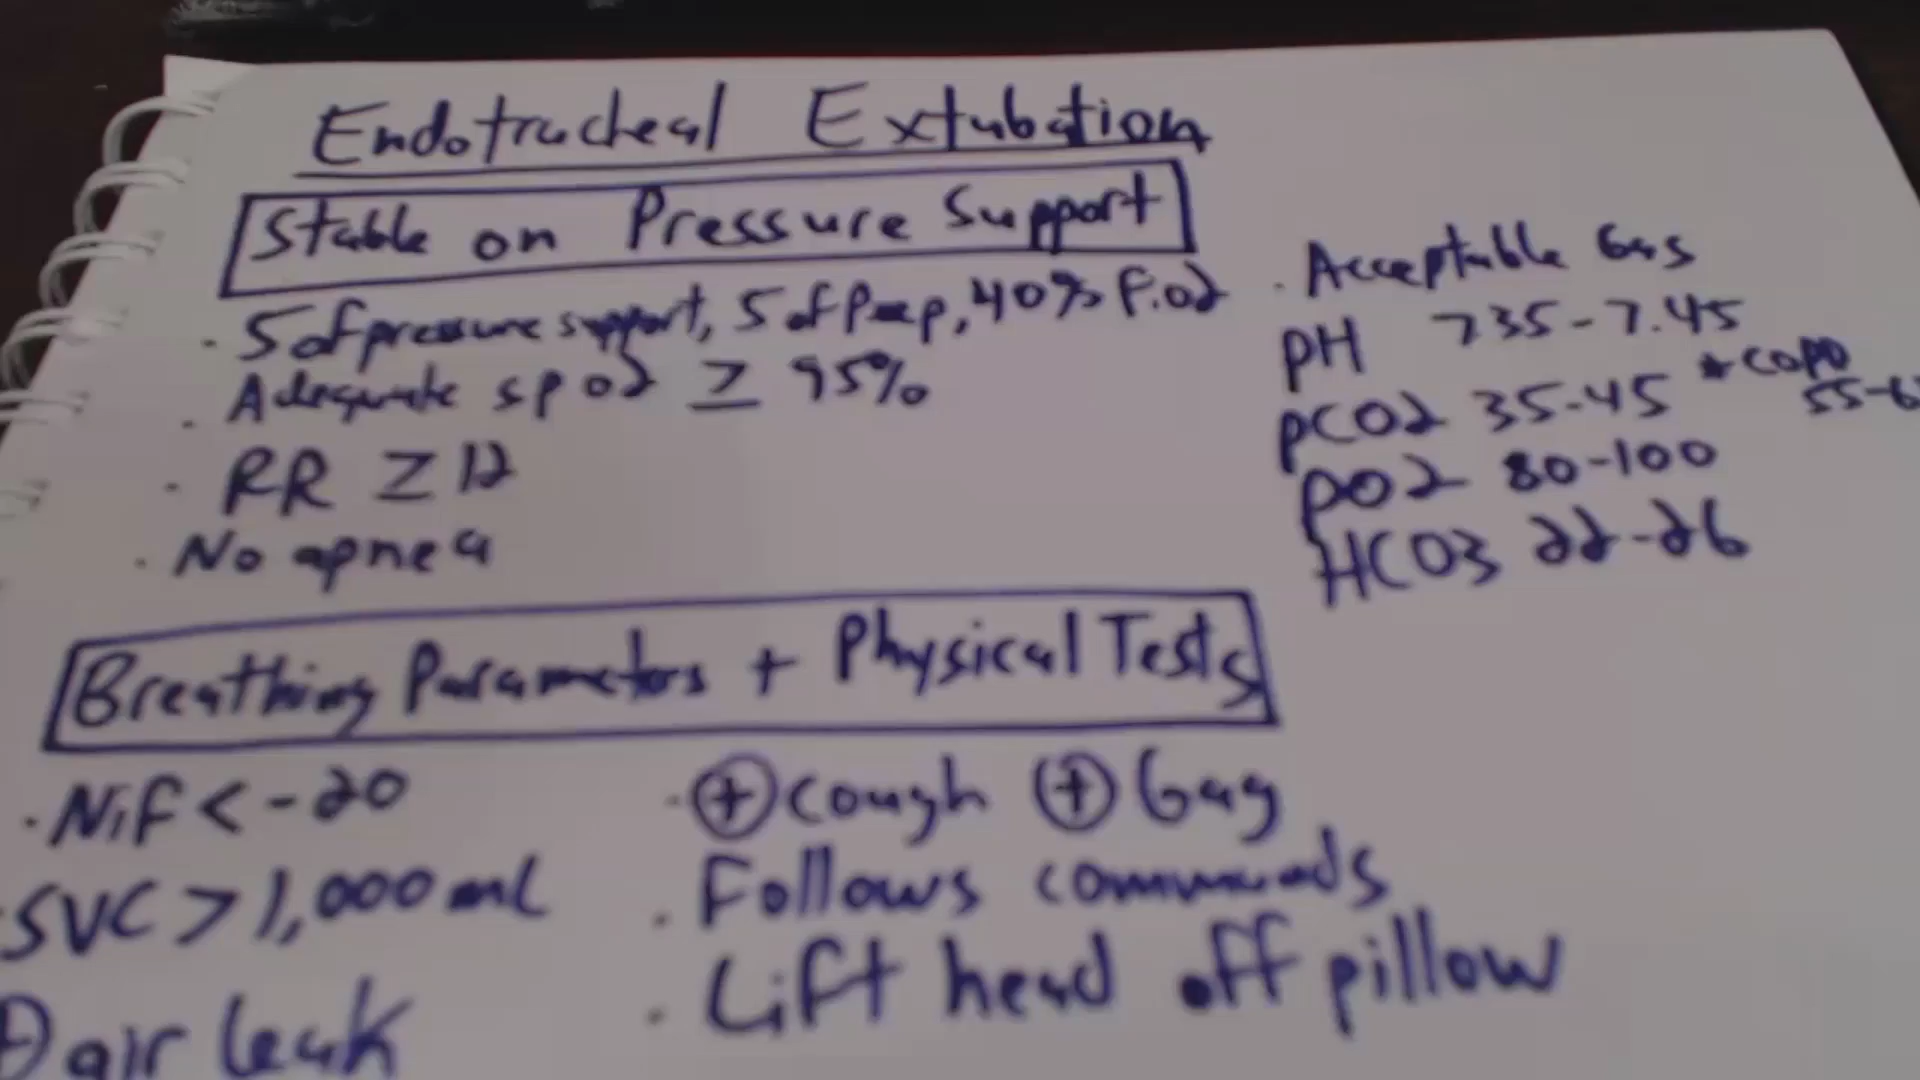 Endotracheal Extubation
Stable on Pressure Support
· 5 of pressure support, 5 of Peep, 40% FiO2
· Adequate spo2 ≥ 95%
· RR ≥ 12
· No apnea
· Acceptable Gas
pH 735-7.45
pCO2 35-45 *COPD
55-6
pO2 80-100
HCO3 22-26
Breathing Parameters + Physical Tests
· NiF < -20
· SVC > 1,000 mL
⊕ air leak
· ⊕ cough ⊕ Gag
· Follows commands
· Lift head off pillow